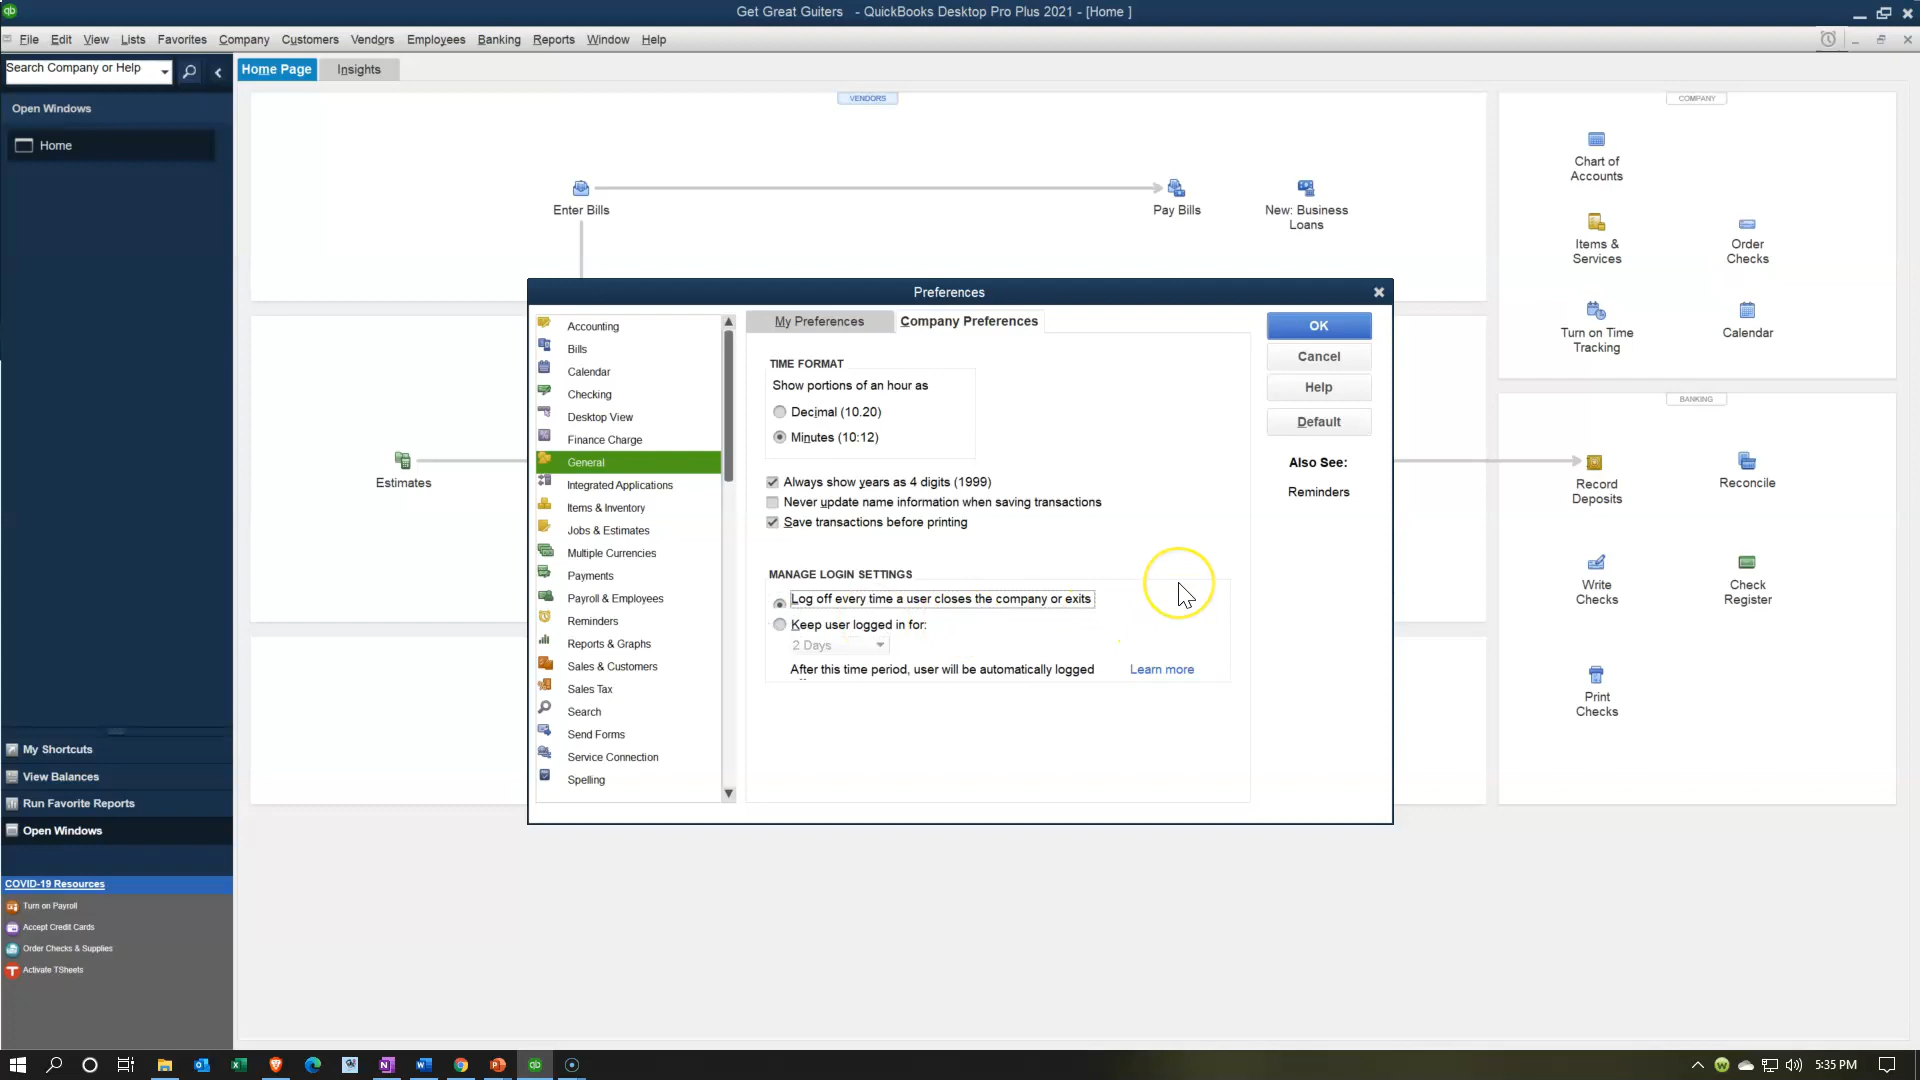 Get Great Guiters - QuickBooks Desktop Pro Plus 2021 - [Home ]
File Edit View Lists Favorites Company Customers Vendors Employees Banking Reports Window Help
Search Company or Help
Home Page Insights
Open Windows
Home
VENDORS
Enter Bills
Pay Bills
New: Business
Loans
COMPANY
Chart of
Accounts
Items &
Services
Order
Checks
Turn on Time
Tracking
Calendar
BANKING
Estimates
Record
Deposits
Reconcile
Write
Checks
Check
Register
Print
Checks
Preferences
Accounting
Bills
Calendar
Checking
Desktop View
Finance Charge
General
Integrated Applications
Items & Inventory
Jobs & Estimates
Multiple Currencies
Payments
Payroll & Employees
Reminders
Reports & Graphs
Sales & Customers
Sales Tax
Search
Send Forms
Service Connection
Spelling
My Preferences Company Preferences
TIME FORMAT
Show portions of an hour as
Decimal (10.20)
Minutes (10:12)
Always show years as 4 digits (1999)
Never update name information when saving transactions
Save transactions before printing
MANAGE LOGIN SETTINGS
Log off every time a user closes the company or exits
Keep user logged in for:
2 Days
After this time period, user will be automatically logged
Learn more
OK
Cancel
Help
Default
Also See:
Reminders
My Shortcuts
View Balances
Run Favorite Reports
Open Windows
COVID-19 Resources
Turn on Payroll
Accept Credit Cards
Order Checks & Supplies
Activate TSheets
5:35 PM